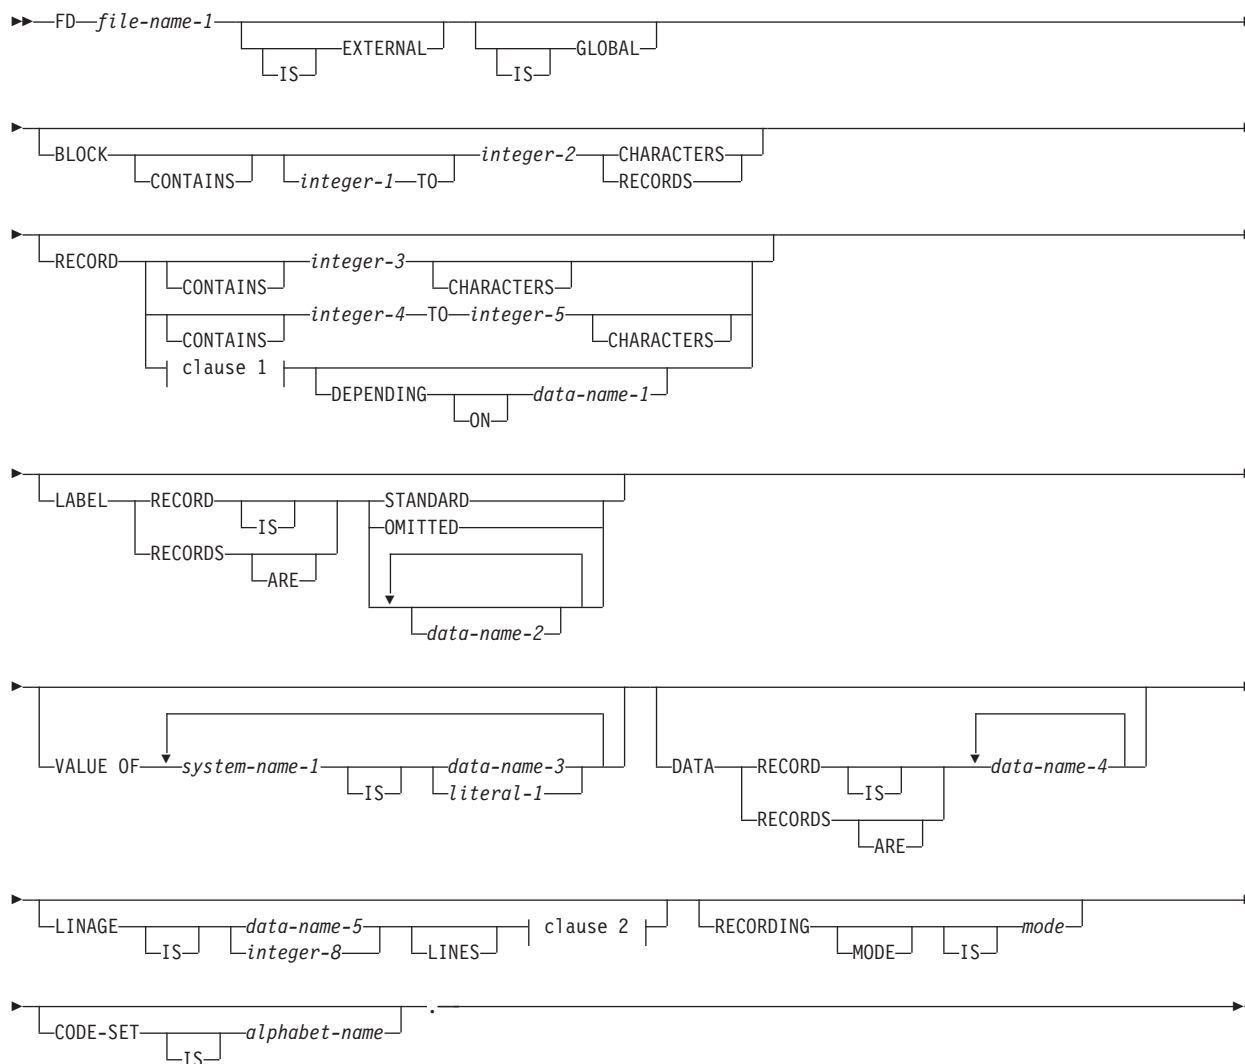 FD file-name-1 EXTERNAL GLOBAL
IS IS
BLOCK integer-2 CHARACTERS
CONTAINS integer-1 TO RECORDS
RECORD integer-3
CONTAINS CHARACTERS
integer-4 TO integer-5
CONTAINS CHARACTERS
clause 1
DEPENDING data-name-1
ON
LABEL RECORD STANDARD
IS OMITTED
RECORDS
ARE
data-name-2
VALUE OF system-name-1 data-name-3 DATA RECORD data-name-4
IS literal-1 IS
RECORDS
ARE
LINAGE data-name-5 clause 2 RECORDING mode
IS integer-8 LINES MODE IS
CODE-SET alphabet-name .
IS